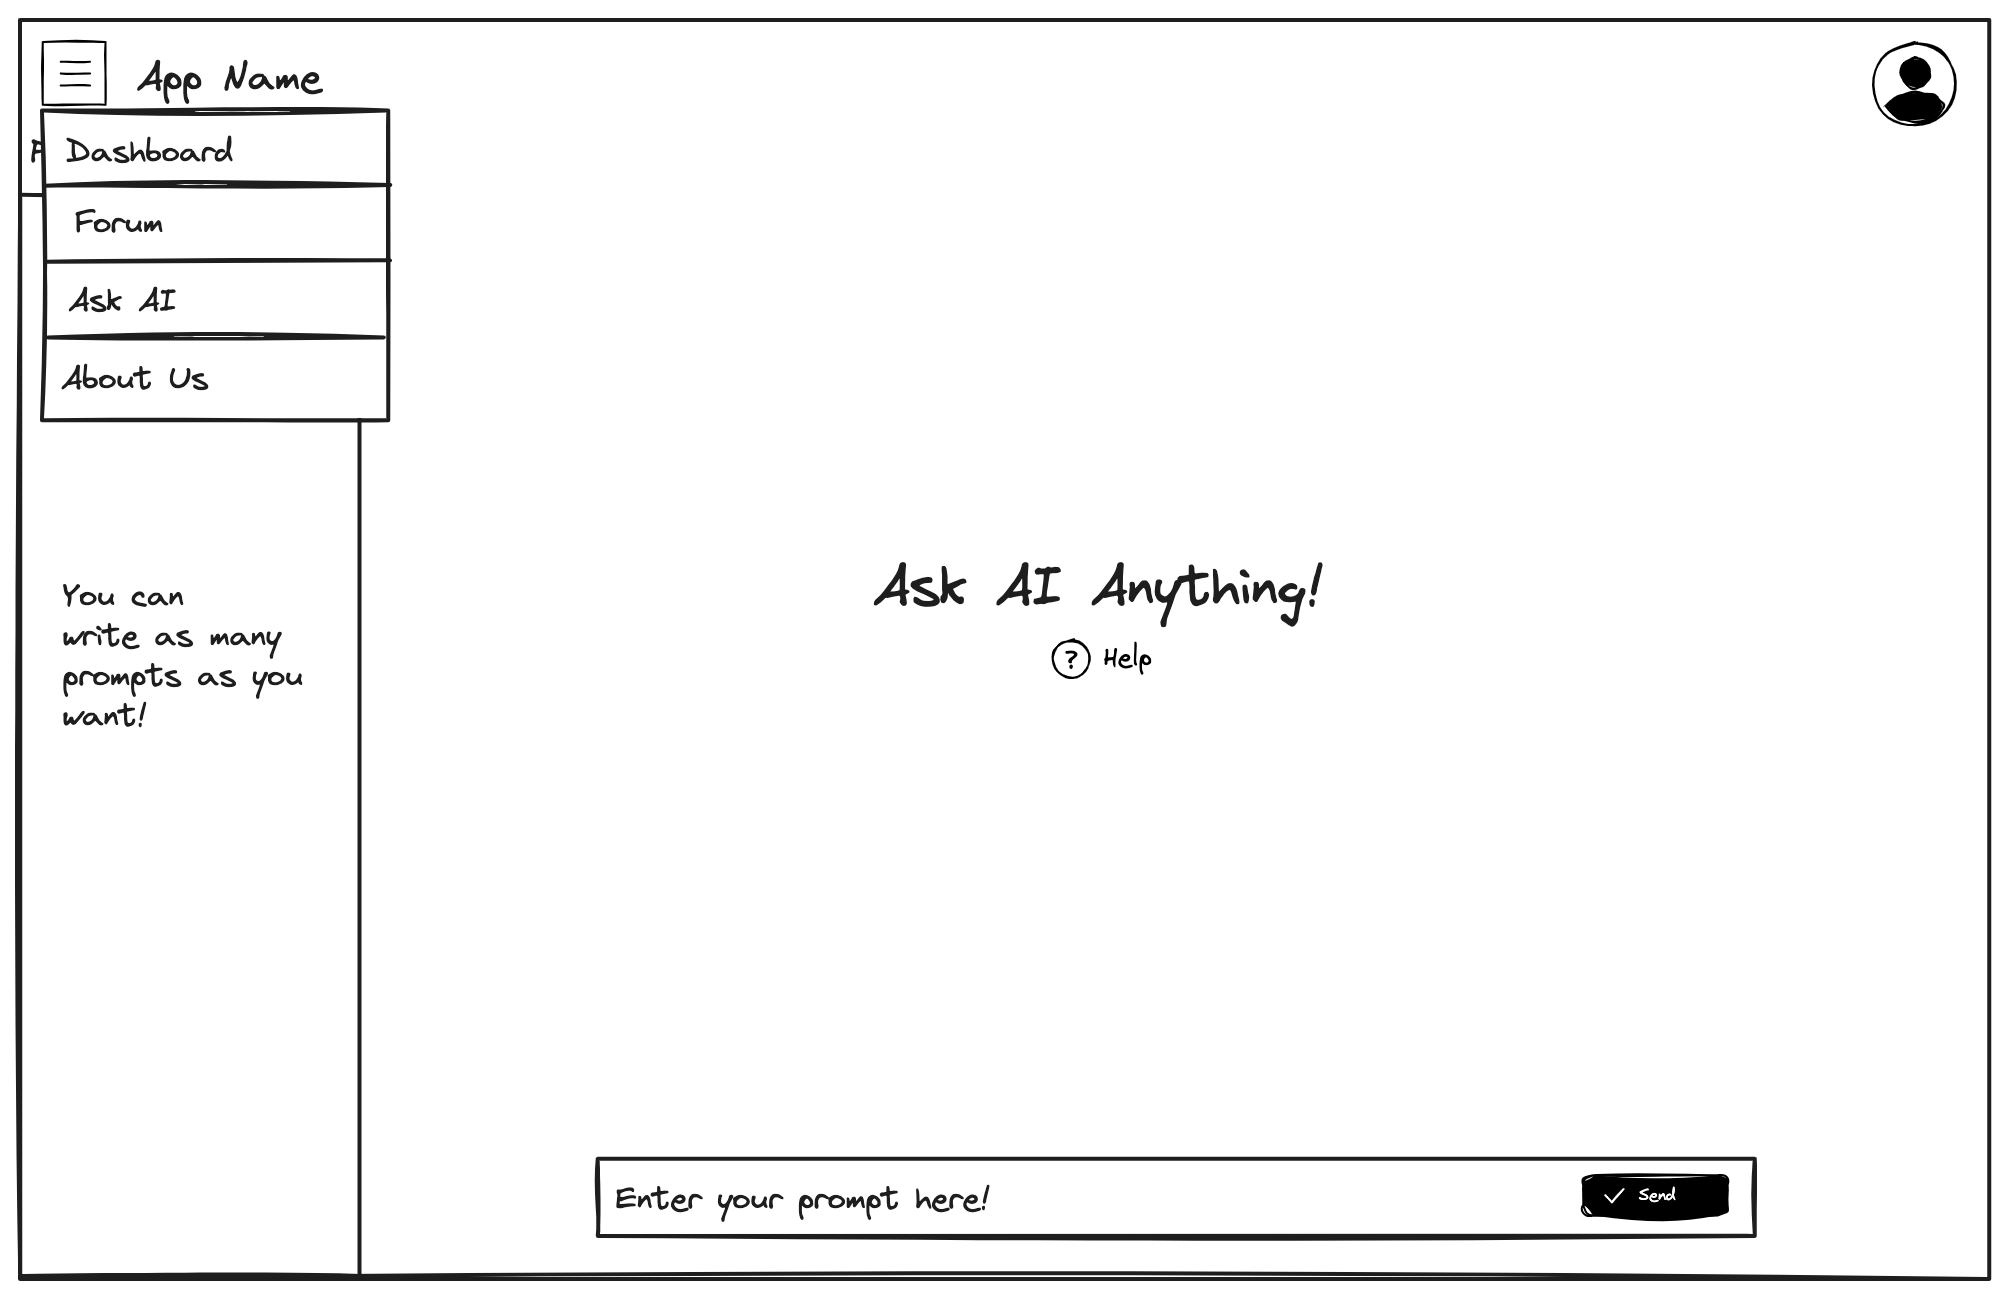 App Name
Dashboard
Forum
Ask AI
About Us
You can
write as many
prompts as you
want!
Ask AI Anything!
? Help
Enter your prompt here!
Send